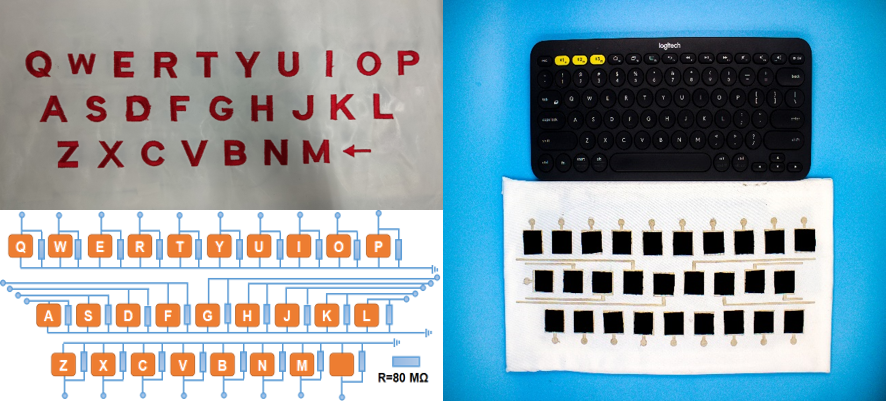 Q W E R T Y U I O P
A S D F G H J K L
Z X C V B N M ←
Q W E R T Y U I O P
A S D F G H J K L
Z X C V B N M
R=80 MΩ
logitech
Q W E R T Y U I O P
A S D F G H J K L
Z X C V B N M